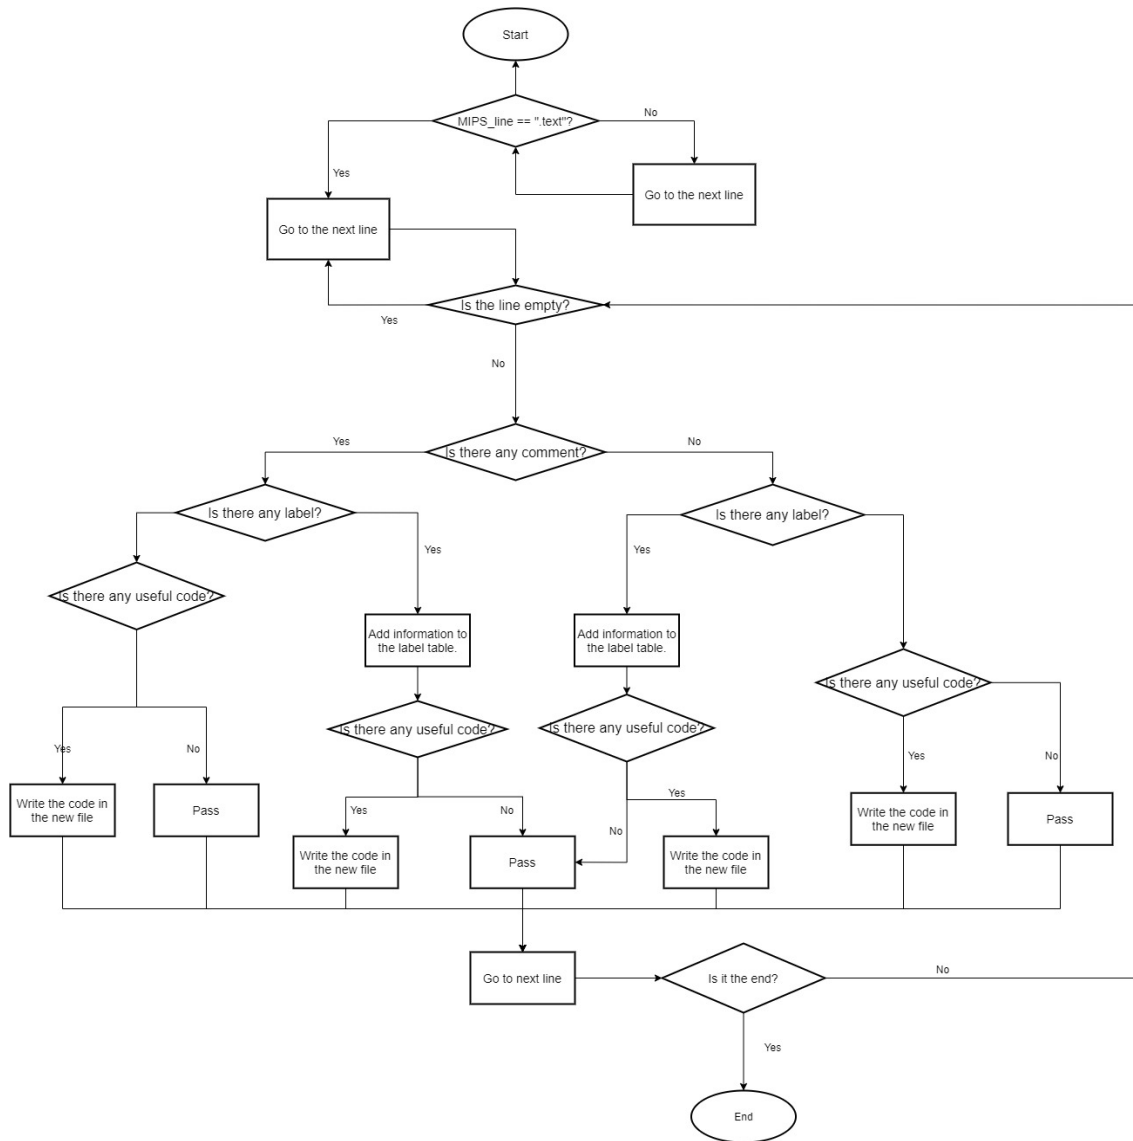 Start
MIPS_line == ".text"?
No
Yes
Go to the next line
Go to the next line
Is the line empty?
Yes
No
Is there any comment?
Yes
No
Is there any label?
Is there any label?
Yes
Yes
Is there any useful code?
Add information to
the label table.
Add information to
the label table.
Is there any useful code?
Is there any useful code?
Is there any useful code?
Yes
No
Yes
No
Write the code in
the new file
Pass
Yes
No
No
Yes
Write the code in
the new file
Pass
Write the code in
the new file
Pass
Write the code in
the new file
Go to next line
Is it the end?
No
Yes
End